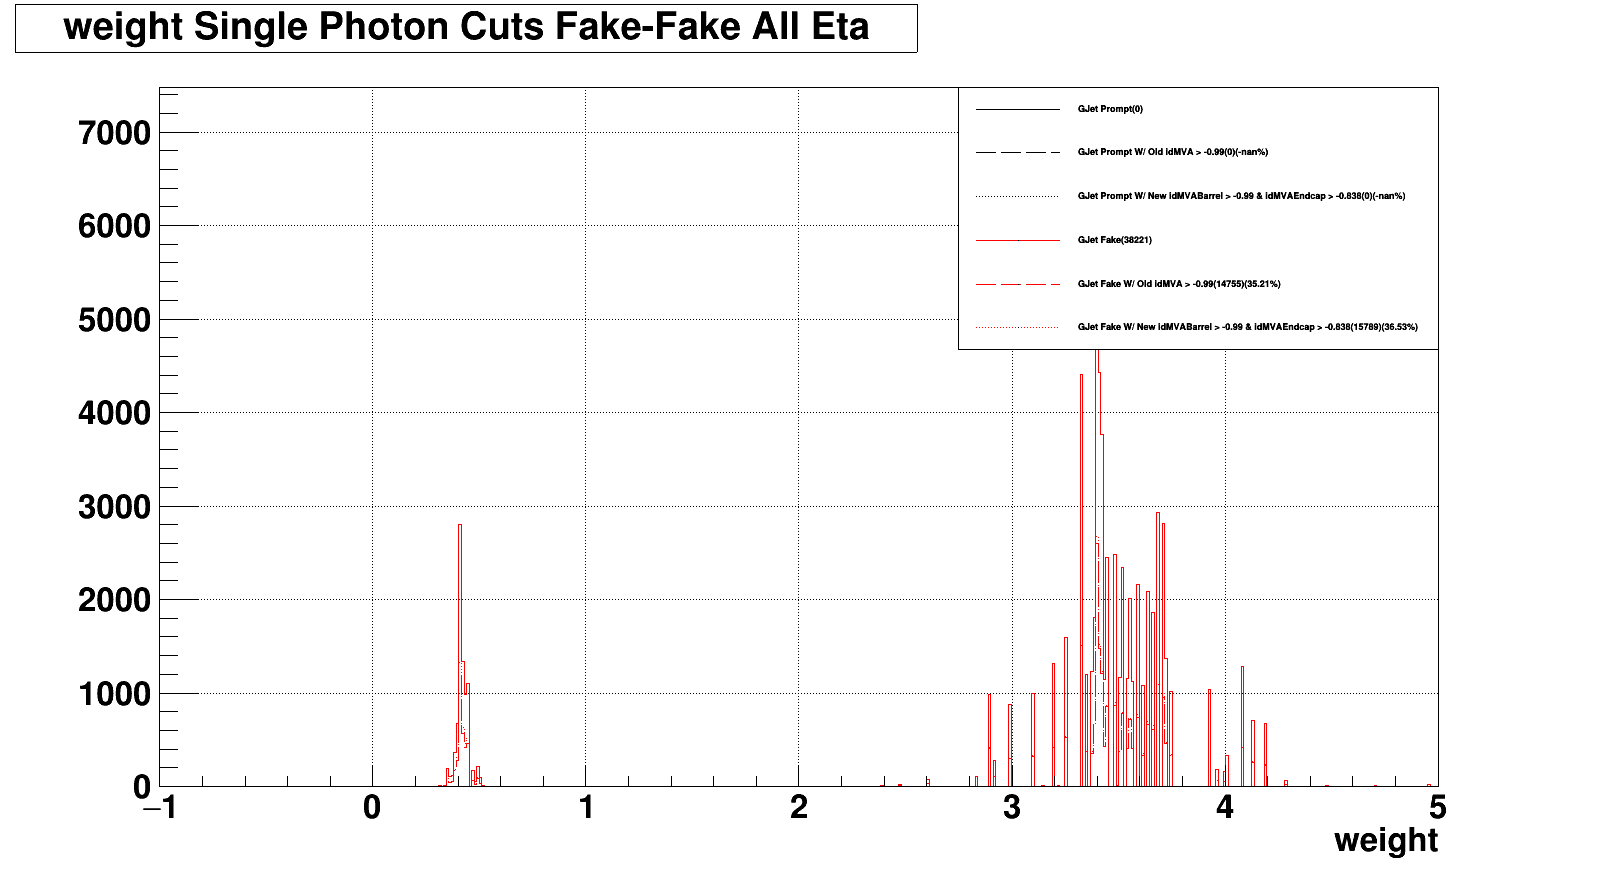 weight Single Photon Cuts Fake-Fake All Eta
GJet Prompt(0)
GJet Prompt W/ Old idMVA > -0.99(0)(-nan%)
GJet Prompt W/ New idMVABarrel > -0.99 & idMVAEndcap > -0.838(0)(-nan%)
GJet Fake(38221)
GJet Fake W/ Old idMVA > -0.99(14755)(35.21%)
GJet Fake W/ New idMVABarrel > -0.99 & idMVAEndcap > -0.838(15789)(36.53%)
7000
6000
5000
4000
3000
2000
1000
0
−1 0 1 2 3 4 5
weight